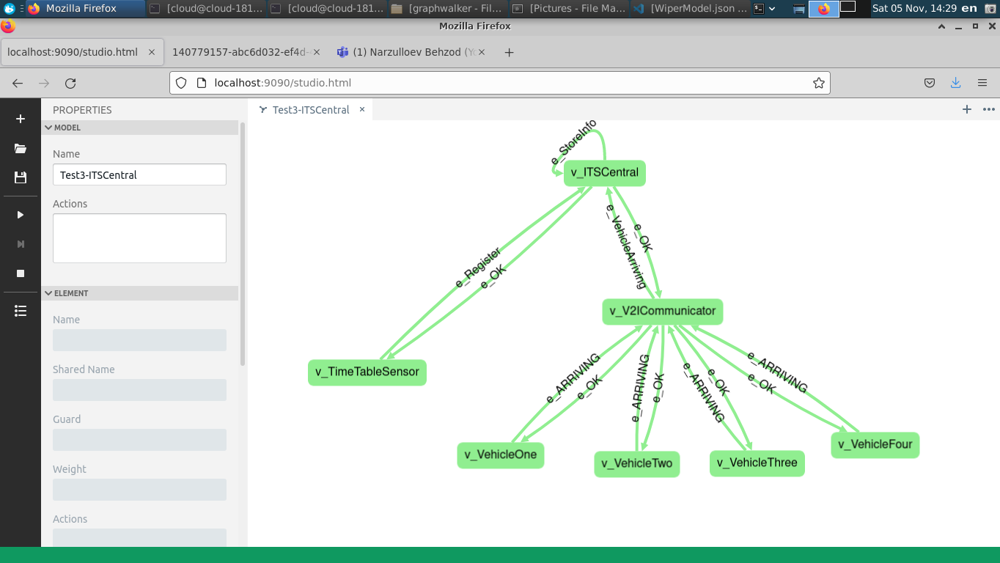 Mozilla Firefox
[cloud@cloud-181...
[cloud@cloud-181...
[graphwalker - Fil...
[Pictures - File Ma...
[WiperModel.json ...
Sat 05 Nov, 14:29 en
Mozilla Firefox
localhost:9090/studio.html
140779157-abc6d032-ef4d-
(1) Narzulloev Behzod (Yo
localhost:9090/studio.html
PROPERTIES
MODEL
Name
Test3-ITSCentral
Actions
ELEMENT
Name
Shared Name
Guard
Weight
Actions
Test3-ITSCentral
e_StoreInfo
v_ITSCentral
e_VehicleArriving
e_OK
e_Register
e_OK
v_V2ICommunicator
v_TimeTableSensor
e_ARRIVING
e_OK
e_ARRIVING
e_OK
e_ARRIVING
e_OK
e_ARRIVING
e_OK
v_VehicleOne
v_VehicleTwo
v_VehicleThree
v_VehicleFour